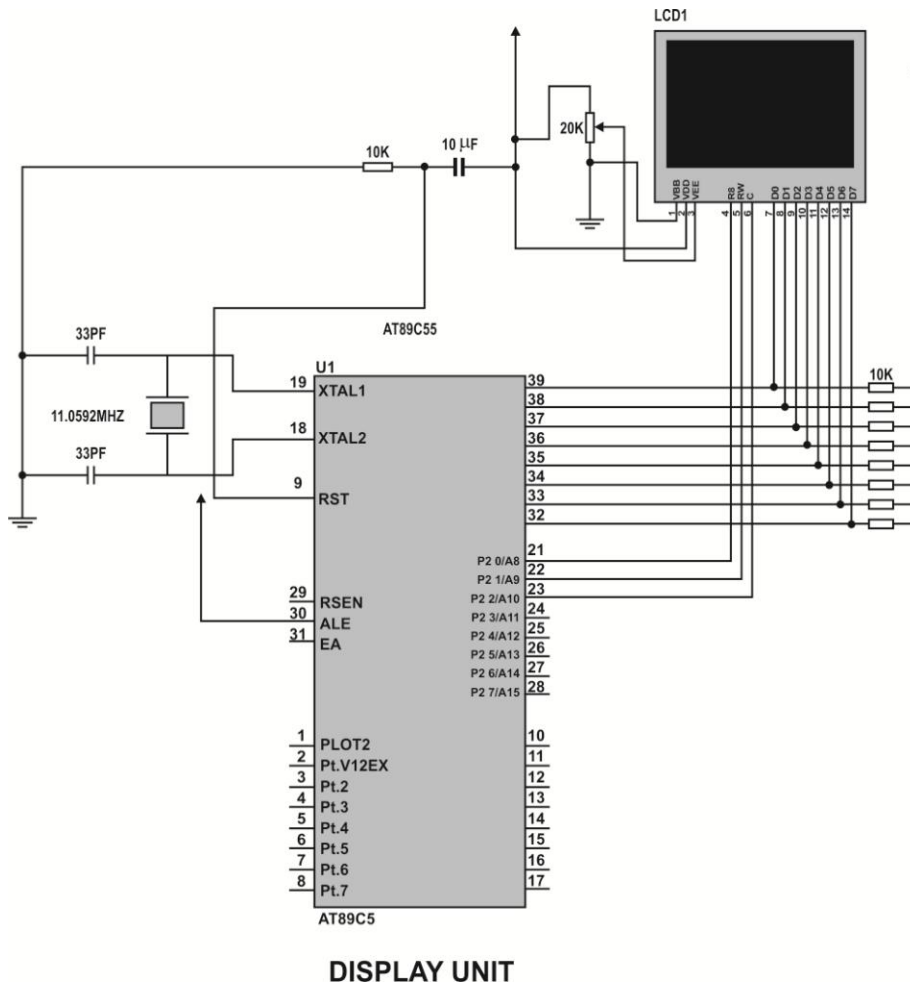 LCD1
10K
10 µF
20K
VBB
VDD
VEE
R8
RW
C
D0
D1
D2
D3
D4
D5
D6
D7
1
2
3
4
5
6
7
8
9
10
11
12
13
14
33PF
11.0592MHZ
33PF
AT89C55
U1
19 XTAL1
18 XTAL2
9 RST
29 RSEN
30 ALE
31 EA
1 PLOT2
2 Pt.V12EX
3 Pt.2
4 Pt.3
5 Pt.4
6 Pt.5
7 Pt.6
8 Pt.7
39
38
37
36
35
34
33
32
10K
P2 0/A8 21
P2 1/A9 22
P2 2/A10 23
P2 3/A11 24
P2 4/A12 25
P2 5/A13 26
P2 6/A14 27
P2 7/A15 28
10
11
12
13
14
15
16
17
AT89C5
DISPLAY UNIT